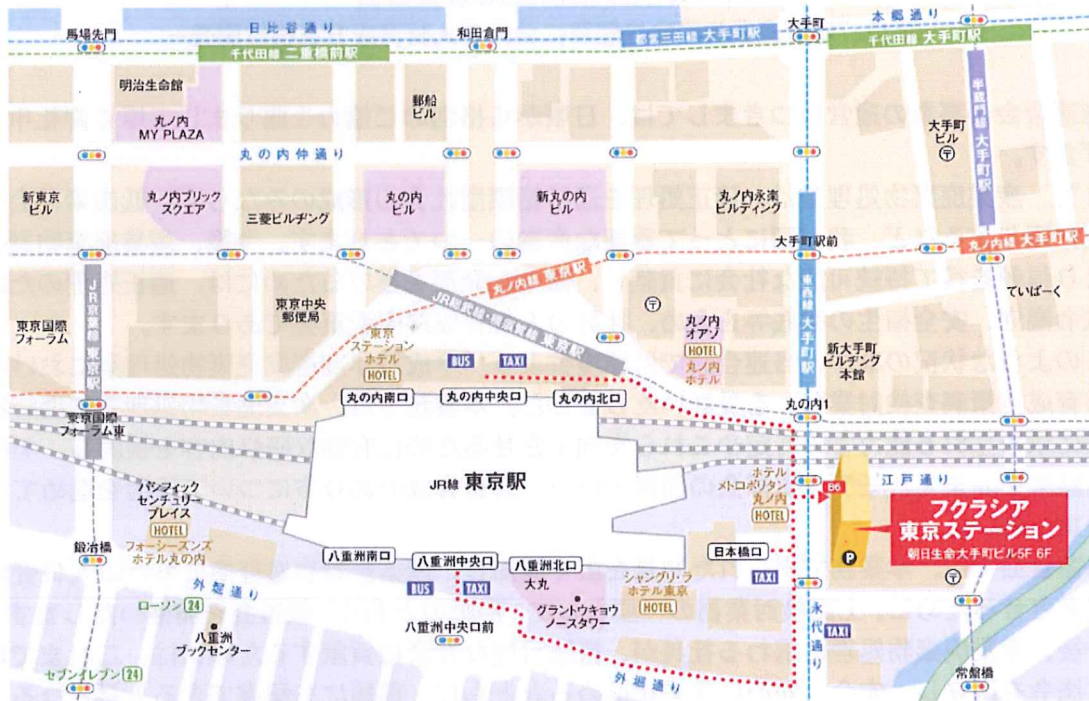 日比谷通り
本郷通り
馬場先門
和田倉門
大手町
都営三田線 大手町駅
千代田線 二重橋前駅
千代田線 大手町駅
明治生命館
郵船
ビル
丸ノ内
MY PLAZA
大手町
ビル
半蔵門線 大手町駅
丸の内仲通り
新東京
ビル
丸ノ内ブリック
スクエア
三菱ビルヂング
丸の内
ビル
新丸の内
ビル
丸ノ内永楽
ビルディング
大手町駅前
丸ノ内線 東京駅
丸ノ内線 大手町駅
JR京葉線 東京駅
JR総武線・横須賀線 東京駅
東西線 大手町駅
東京国際
フォーラム
東京中央
郵便局
東京
ステーション
ホテル
HOTEL
BUS
TAXI
丸ノ内
オアゾ
HOTEL
丸ノ内
ホテル
ていぱーく
新大手町
ビルヂング
本館
丸の内南口
丸の内中央口
丸の内北口
丸の内1
東京国際
フォーラム東
JR線 東京駅
江戸通り
ホテル
メトロポリタン
丸ノ内
HOTEL
B6
フクラシア
東京ステーション
朝日生命大手町ビル5F 6F
P
パシフィック
センチュリー
プレイス
HOTEL
フォーシーズンズ
ホテル丸の内
鍛冶橋
八重洲南口
八重洲中央口
八重洲北口
日本橋口
BUS
TAXI
大丸
TAXI
シャングリ・ラ
ホテル東京
HOTEL
グラントウキョウ
ノースタワー
外堀通り
ローソン 24
八重洲
ブックセンター
八重洲中央口前
永代通り
TAXI
セブンイレブン 24
外堀通り
常盤橋